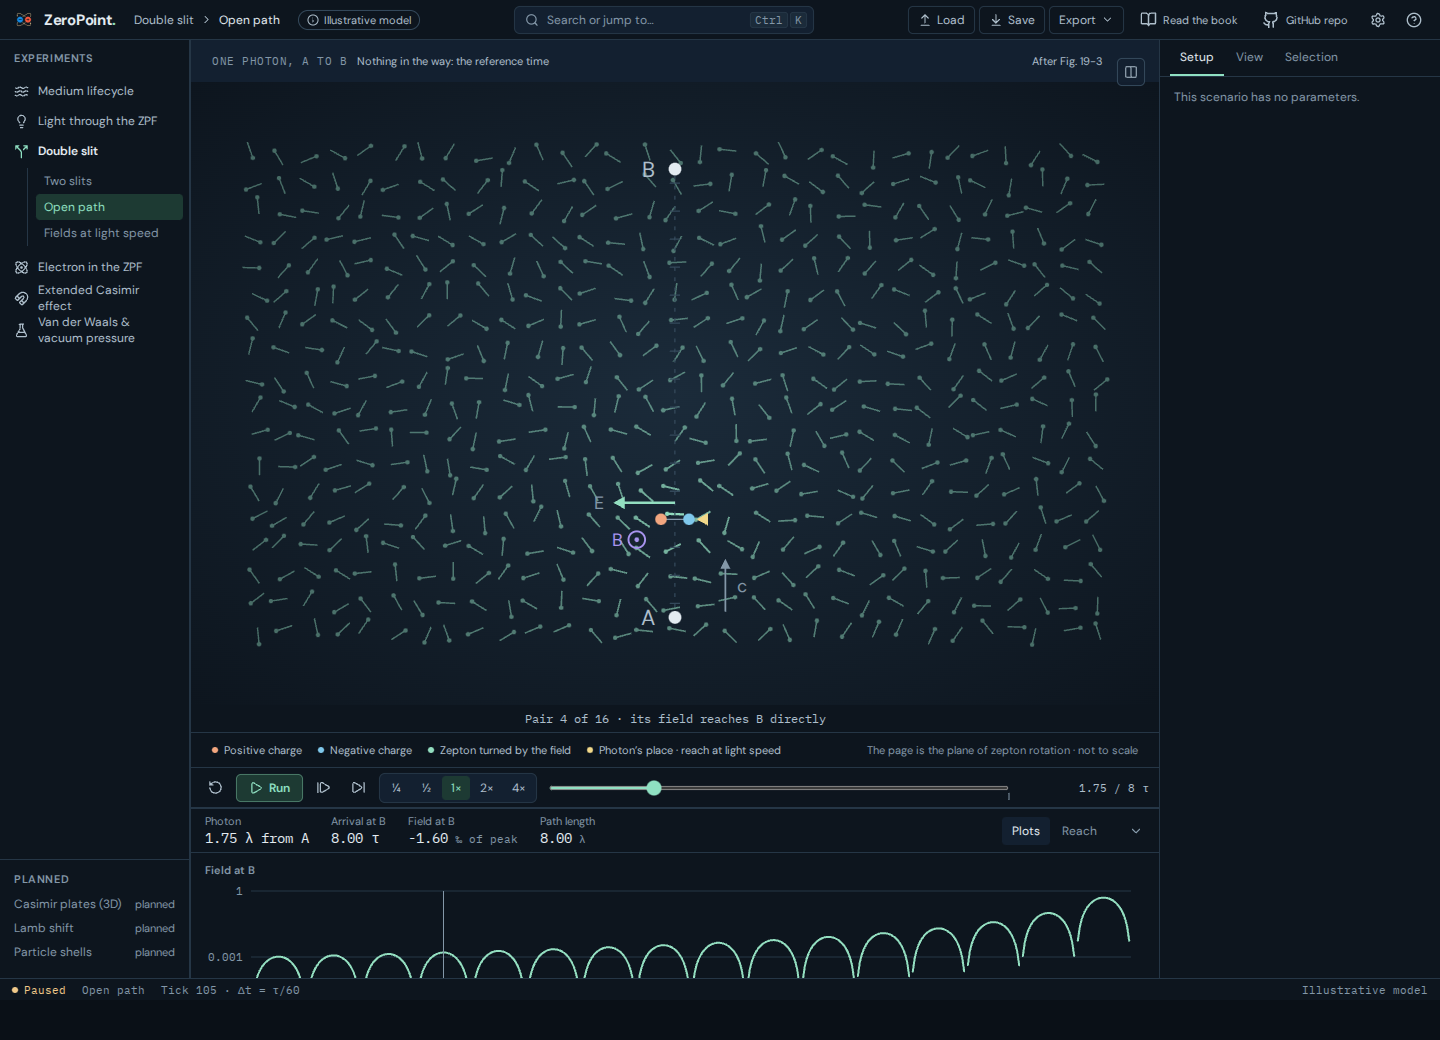 ZeroPoint.
Double slit > Open path
Illustrative model
Search or jump to...
Ctrl K
Load
Save
Export
Read the book
GitHub repo
EXPERIMENTS
Medium lifecycle
Light through the ZPF
Double slit
Two slits
Open path
Fields at light speed
Electron in the ZPF
Extended Casimir
effect
Van der Waals &
vacuum pressure
PLANNED
Casimir plates (3D) planned
Lamb shift planned
Particle shells planned
ONE PHOTON, A TO B Nothing in the way: the reference time
After Fig. 19-3
B
E
B
c
A
Pair 4 of 16 · its field reaches B directly
Positive charge
Negative charge
Zepton turned by the field
Photon's place · reach at light speed
The page is the plane of zepton rotation · not to scale
Run
¼ ½ 1× 2× 4×
1.75 / 8 τ
Photon
1.75 λ from A
Arrival at B
8.00 τ
Field at B
-1.60 ‰ of peak
Path length
8.00 λ
Plots
Reach
Field at B
1
0.001
Setup
View
Selection
This scenario has no parameters.
Paused
Open path
Tick 105 · Δt = τ/60
Illustrative model